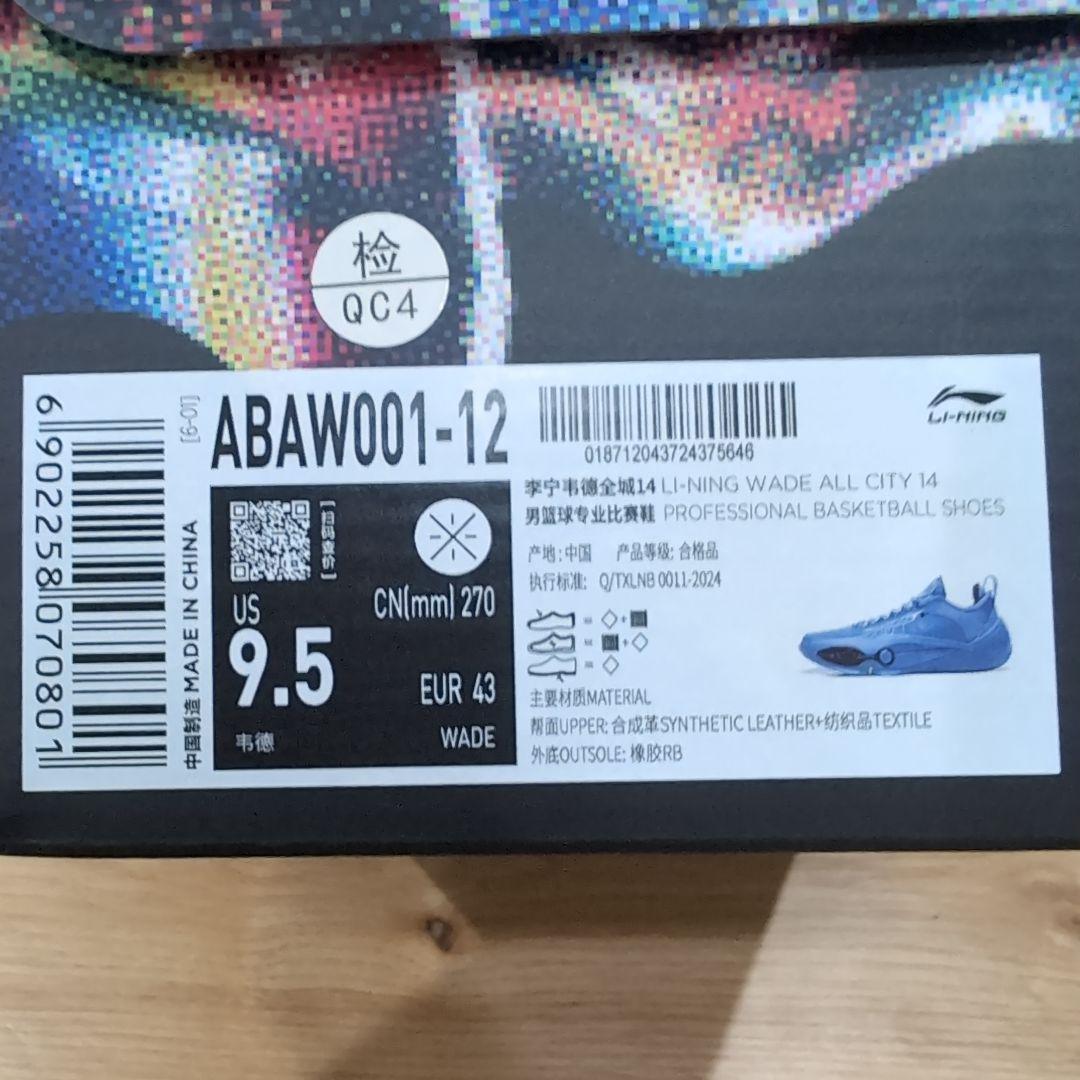 检
QC4
6902258070801
中国制造 MADE IN CHINA
[6-01]
ABAW001-12
018712043724375646
LI-NING
李宁韦德全城14 LI-NING WADE ALL CITY 14
男篮球专业比赛鞋 PROFESSIONAL BASKETBALL SHOES
产地: 中国 产品等级: 合格品
执行标准: Q/TXLNB 0011-2024
US
9.5
CN(mm) 270
EUR 43
韦德
WADE
主要材质MATERIAL
帮面UPPER: 合成革SYNTHETIC LEATHER+纺织品TEXTILE
外底OUTSOLE: 橡胶RB